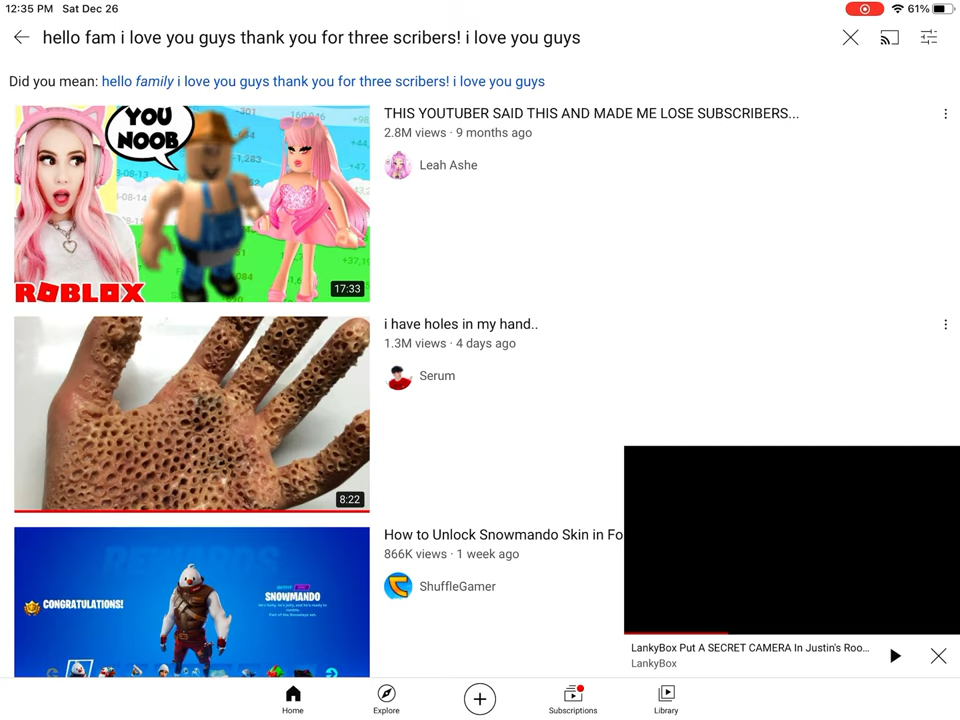 12:35 PM Sat Dec 26
61%
hello fam i love you guys thank you for three scribers! i love you guys
Did you mean: hello family i love you guys thank you for three scribers! i love you guys
YOU
NOOB
ROBLOX
17:33
THIS YOUTUBER SAID THIS AND MADE ME LOSE SUBSCRIBERS...
2.8M views · 9 months ago
Leah Ashe
8:22
i have holes in my hand..
1.3M views · 4 days ago
Serum
REWARDS
CONGRATULATIONS!
SNOWMANDO
How to Unlock Snowmando Skin in Fo
866K views · 1 week ago
ShuffleGamer
LankyBox Put A SECRET CAMERA In Justin's Roo...
LankyBox
Home
Explore
Subscriptions
Library